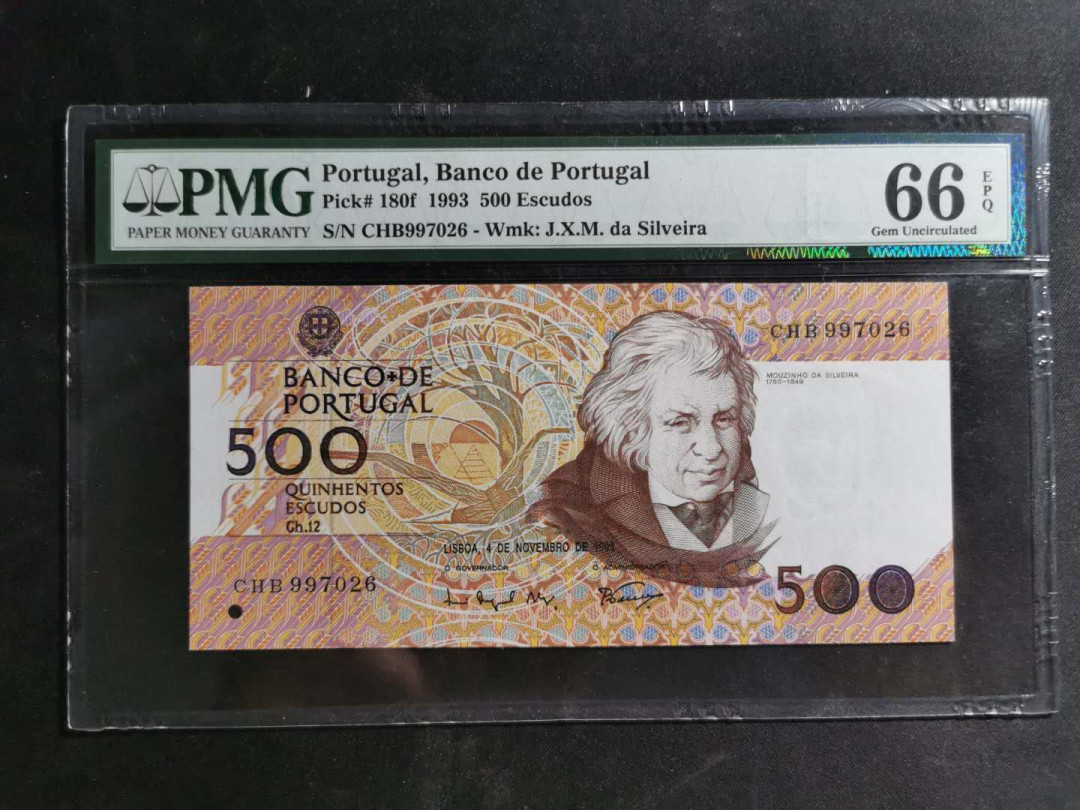 PMG
PAPER MONEY GUARANTY
Portugal, Banco de Portugal
Pick# 180f 1993 500 Escudos
S/N CHB997026 - Wmk: J.X.M. da Silveira
66
EPQ
Gem Uncirculated
CHB 997026
MOUZINHO DA SILVEIRA
1780-1849
BANCO DE
PORTUGAL
500
QUINHENTOS
ESCUDOS
Ch.12
LISBOA, 4 DE NOVEMBRO DE 1993
O GOVERNADOR
O ADMINISTRADOR
CHB 997026
500